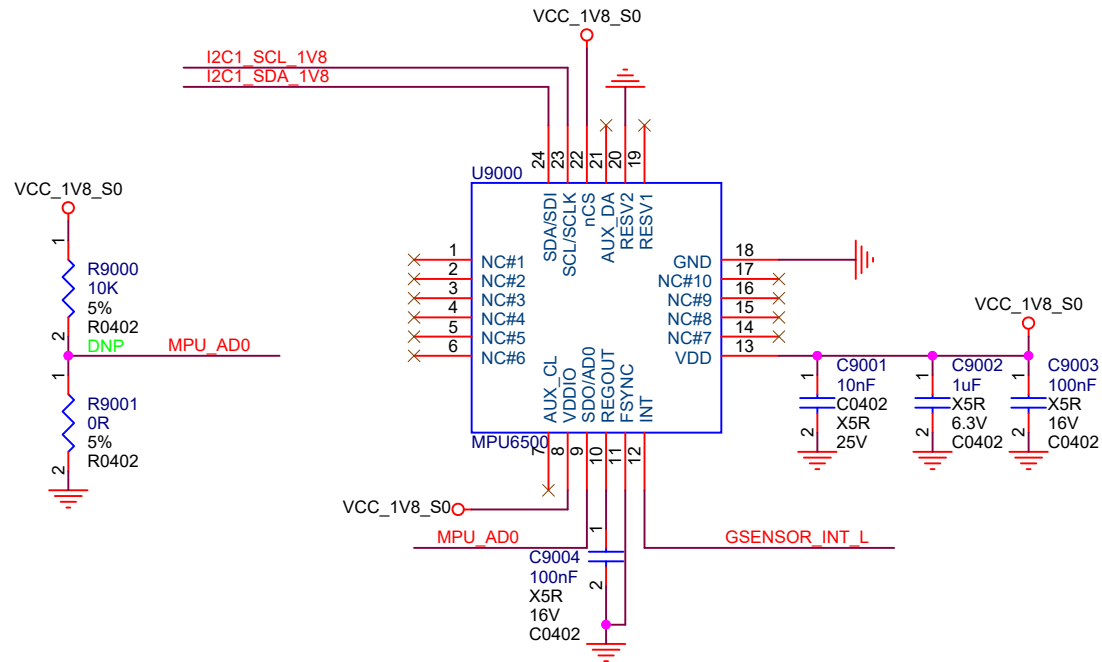 VCC_1V8_S0
I2C1_SCL_1V8
I2C1_SDA_1V8
24
23
22
21
20
19
U9000
SDA/SDI
SCL/SCLK
nCS
AUX_DA
RESV2
RESV1
VCC_1V8_S0
1
R9000
10K
5%
R0402
2
DNP
MPU_AD0
1
R9001
0R
5%
R0402
2
1
NC#1
2
NC#2
3
NC#3
4
NC#4
5
NC#5
6
NC#6
GND
18
NC#10
17
NC#9
16
NC#8
15
NC#7
14
VDD
13
VCC_1V8_S0
1
C9001
10nF
C0402
X5R
25V
2
1
C9002
1uF
X5R
6.3V
C0402
2
1
C9003
100nF
X5R
16V
C0402
2
AUX_CL
VDDIO
SDO/AD0
REGOUT
FSYNC
INT
MPU6500
7
8
9
10
11
12
VCC_1V8_S0
MPU_AD0
GSENSOR_INT_L
1
C9004
100nF
X5R
16V
C0402
2